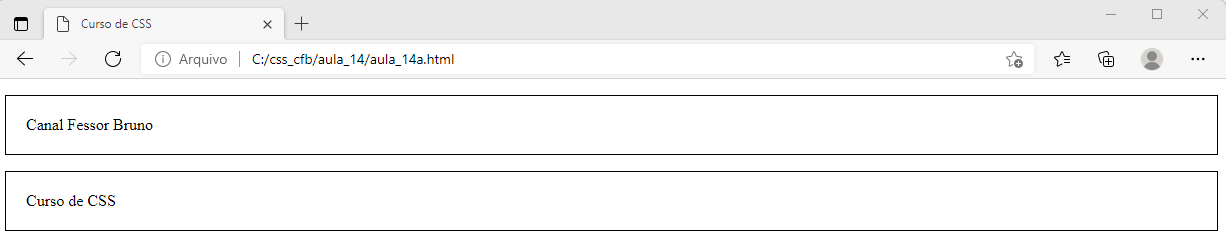 Curso de CSS
Arquivo C:/css_cfb/aula_14/aula_14a.html
Canal Fessor Bruno
Curso de CSS